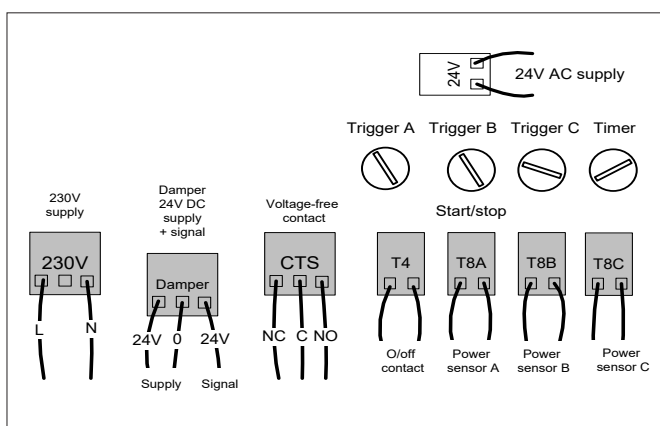 24V
24V AC supply
Trigger A
Trigger B
Trigger C
Timer
230V
supply
Damper
24V DC
supply
+ signal
Voltage-free
contact
Start/stop
230V
Damper
CTS
T4
T8A
T8B
T8C
L
N
24V
0
24V
NC
C
NO
Supply
Signal
O/off
contact
Power
sensor A
Power
sensor B
Power
sensor C